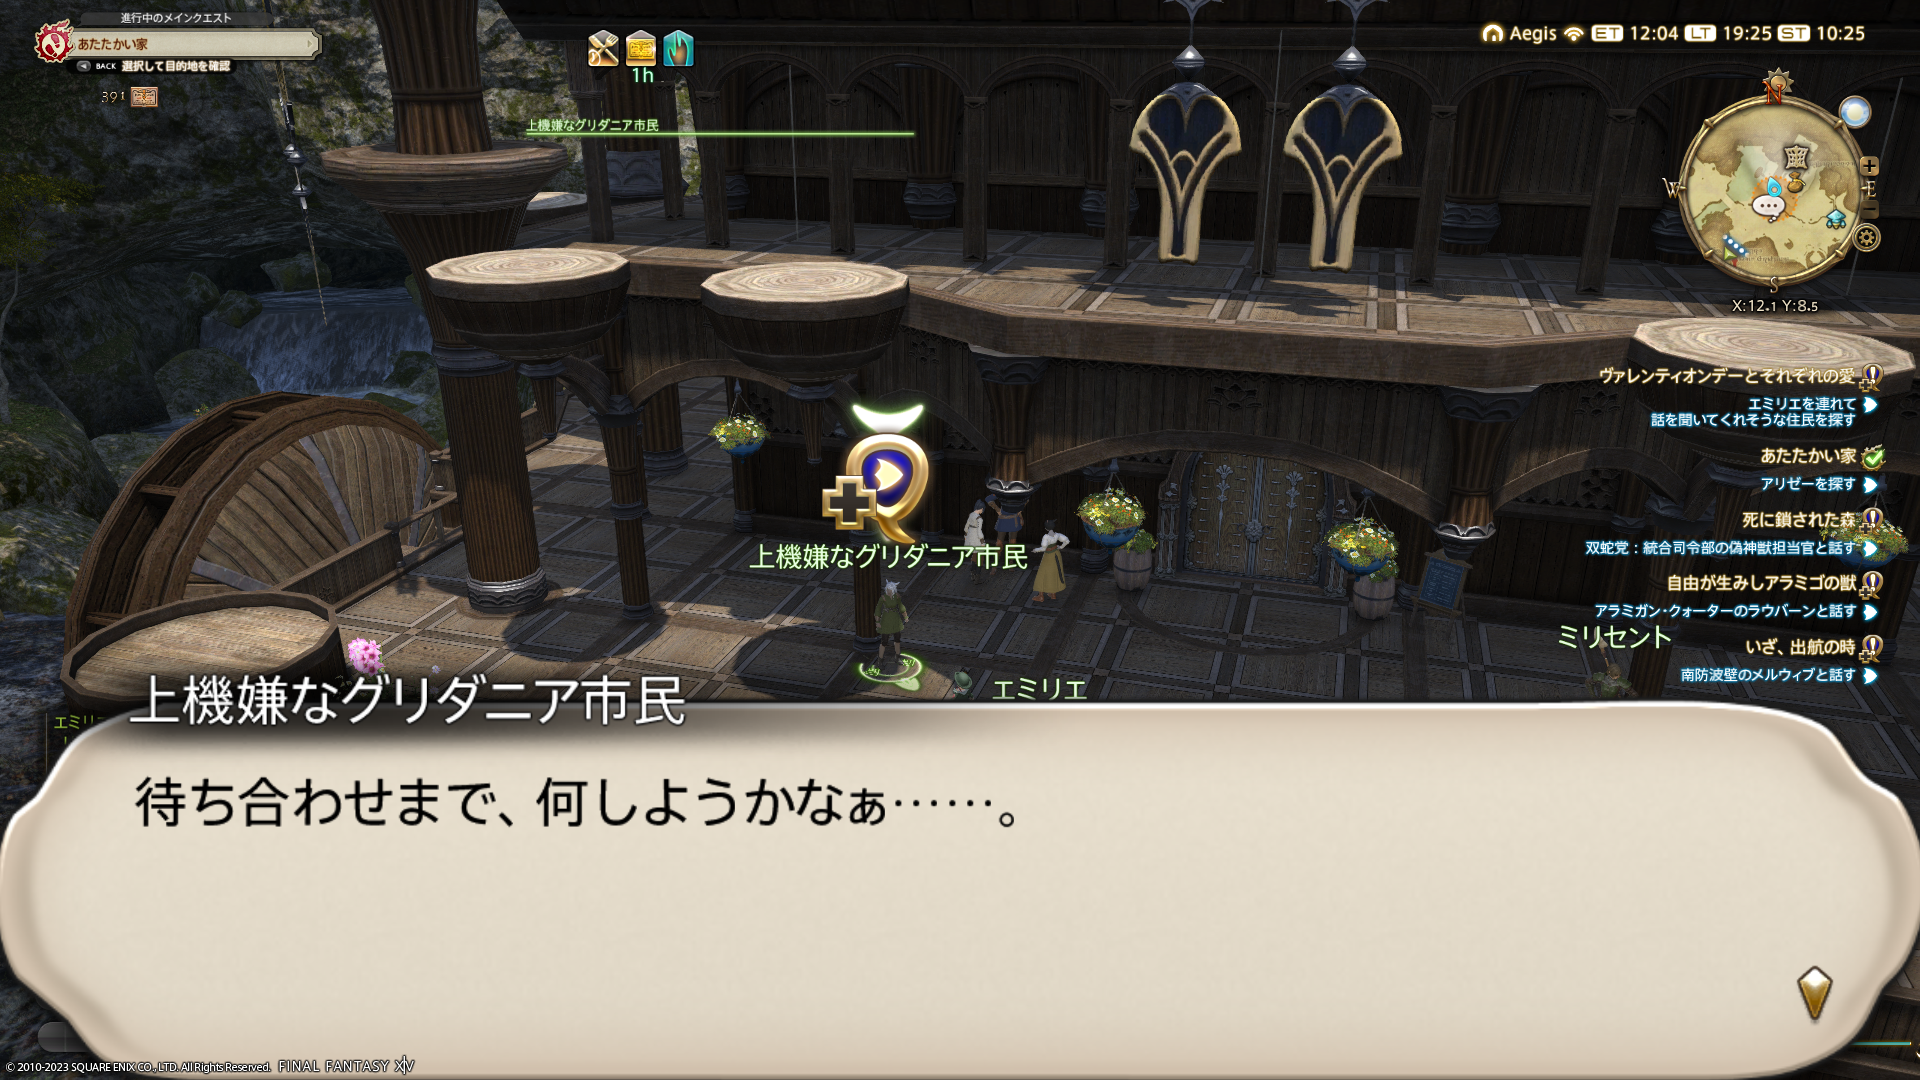 進行中のメインクエスト
あたたかい家
BACK 選択して目的地を確認
391
1h
上機嫌なグリダニア市民
Aegis ET 12:04 LT 19:25 ST 10:25
N
W
E
S
X:12.1 Y:8.5
ヴァレンティオンデーとそれぞれの愛
エミリエを連れて
話を聞いてくれそうな住民を探す
あたたかい家
アリゼーを探す
死に鎖された森
双蛇党：統合司令部の偽神獣担当官と話す
自由が生みしアラミゴの獣
アラミガン・クォーターのラウバーンと話す
いざ、出航の時
南防波壁のメルウィブと話す
上機嫌なグリダニア市民
ミリセント
エミリエ
エミリ
上機嫌なグリダニア市民
待ち合わせまで、何しようかなぁ……。
© 2010-2023 SQUARE ENIX CO., LTD. All Rights Reserved. FINAL FANTASY XIV